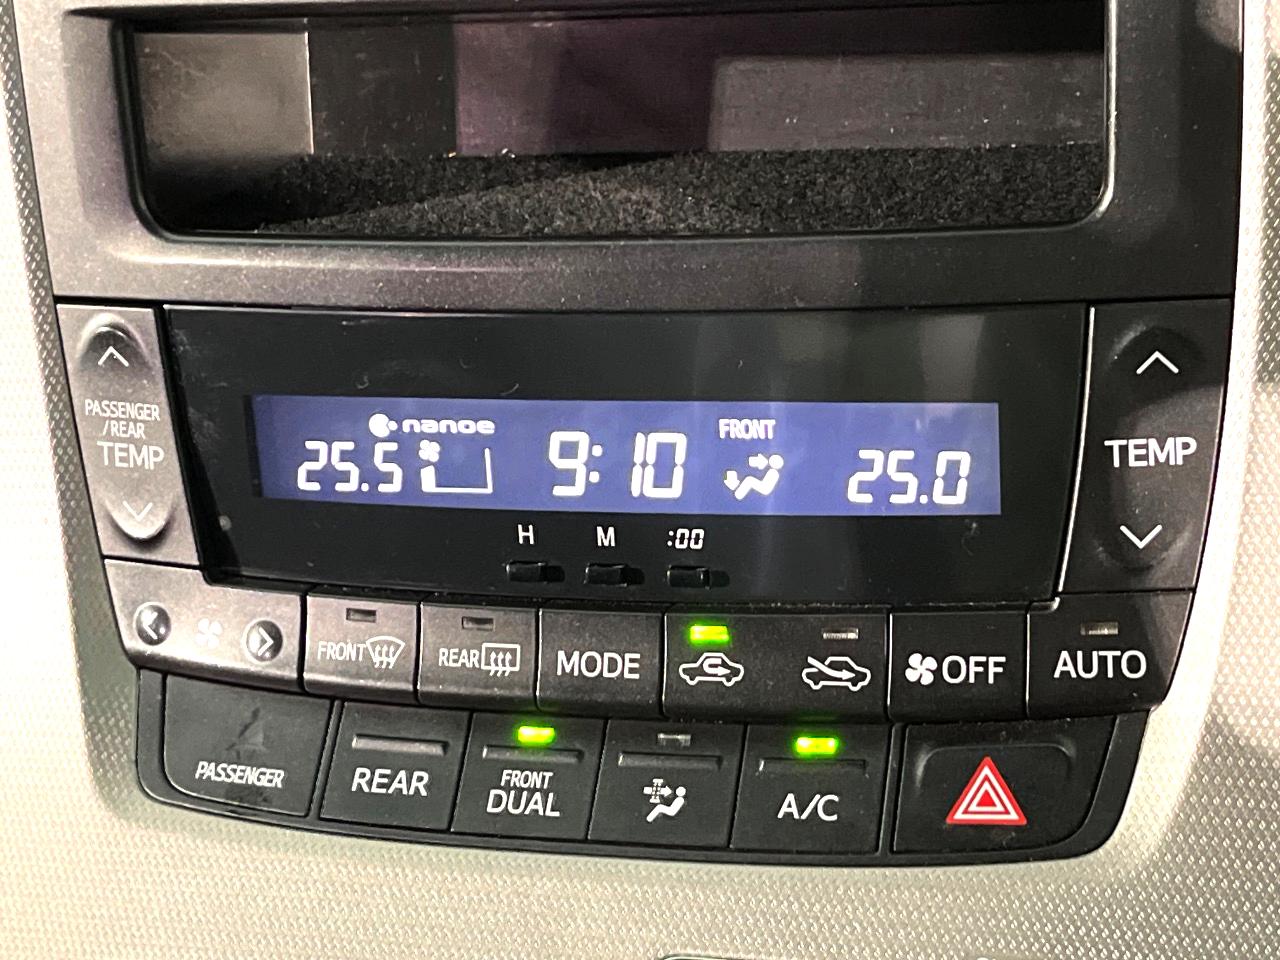 nanoe
25.5
9:10
FRONT
25.0
PASSENGER
/REAR
TEMP
TEMP
H M :00
FRONT
REAR
MODE
OFF
AUTO
PASSENGER
REAR
FRONT
DUAL
A/C